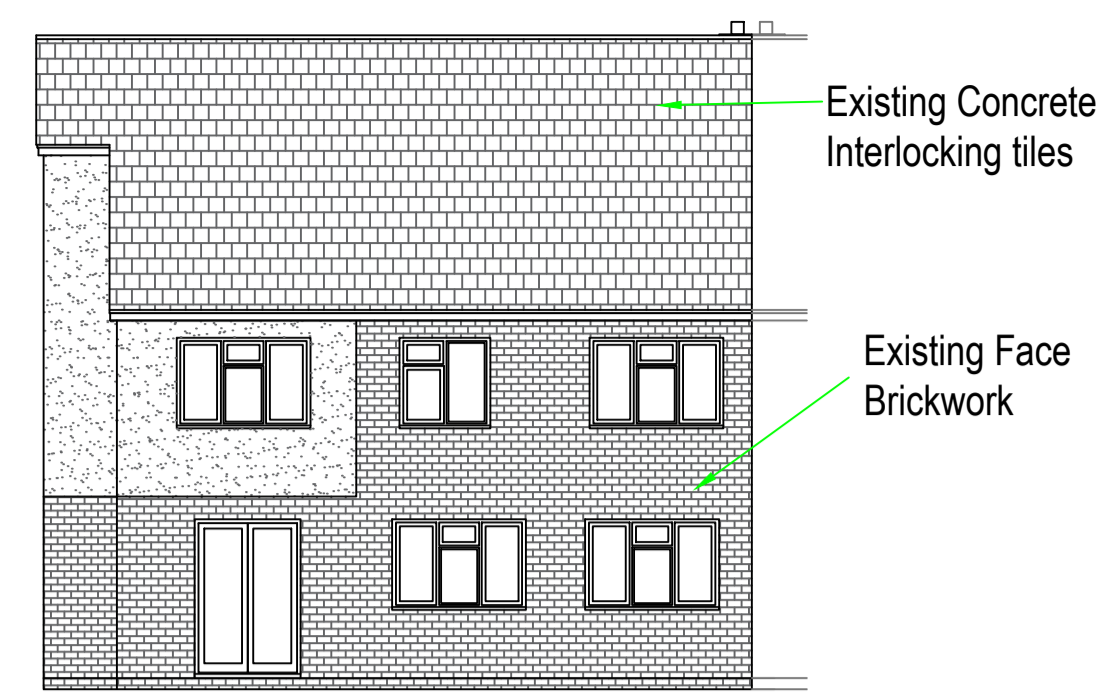 Existing Concrete
Interlocking tiles
Existing Face
Brickwork